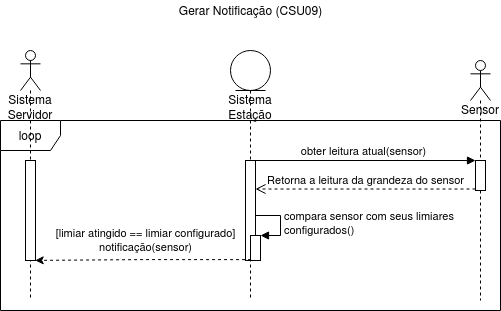 Gerar Notificação (CSU09)
Sistema
Servidor
Sistema
Estação
Sensor
loop
obter leitura atual(sensor)
Retorna a leitura da grandeza do sensor
compara sensor com seus limiares
configurados()
[limiar atingido == limiar configurado]
notificação(sensor)